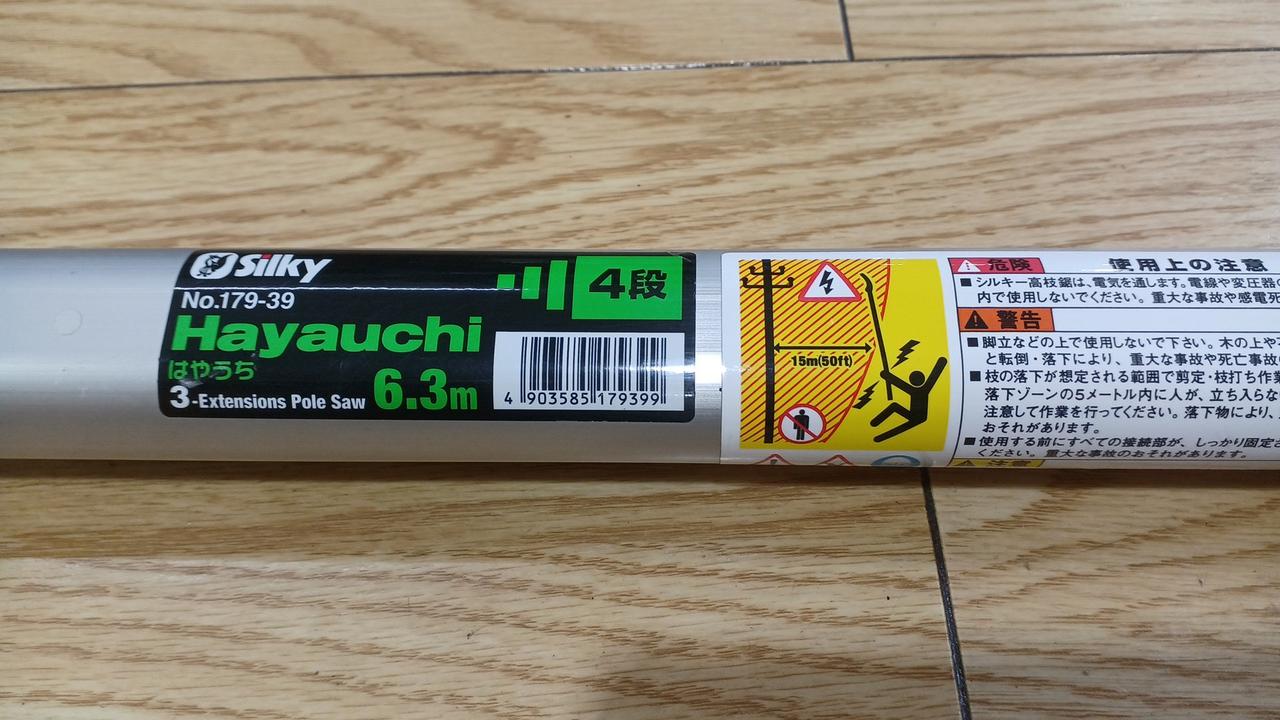 Silky
No.179-39
Hayauchi
はやうち
3-Extensions Pole Saw 6.3m
4段
4 903585 179399
15m(50ft)
危険 使用上の注意
■シルキー高枝鋸は、電気を通します。電線や変圧器の
内で使用しないでください。重大な事故や感電死
警告
■脚立などの上で使用しないで下さい。木の上や
と転倒・落下により、重大な事故や死亡事故
■枝の落下が想定される範囲で剪定・枝打ち作業
落下ゾーンの5メートル内に人が、立ち入らな
注意して作業を行ってください。落下物により、
おそれがあります。
■使用する前にすべての接続部が、しっかり固定さ
ください。重大な事故のおそれがあります。
注意